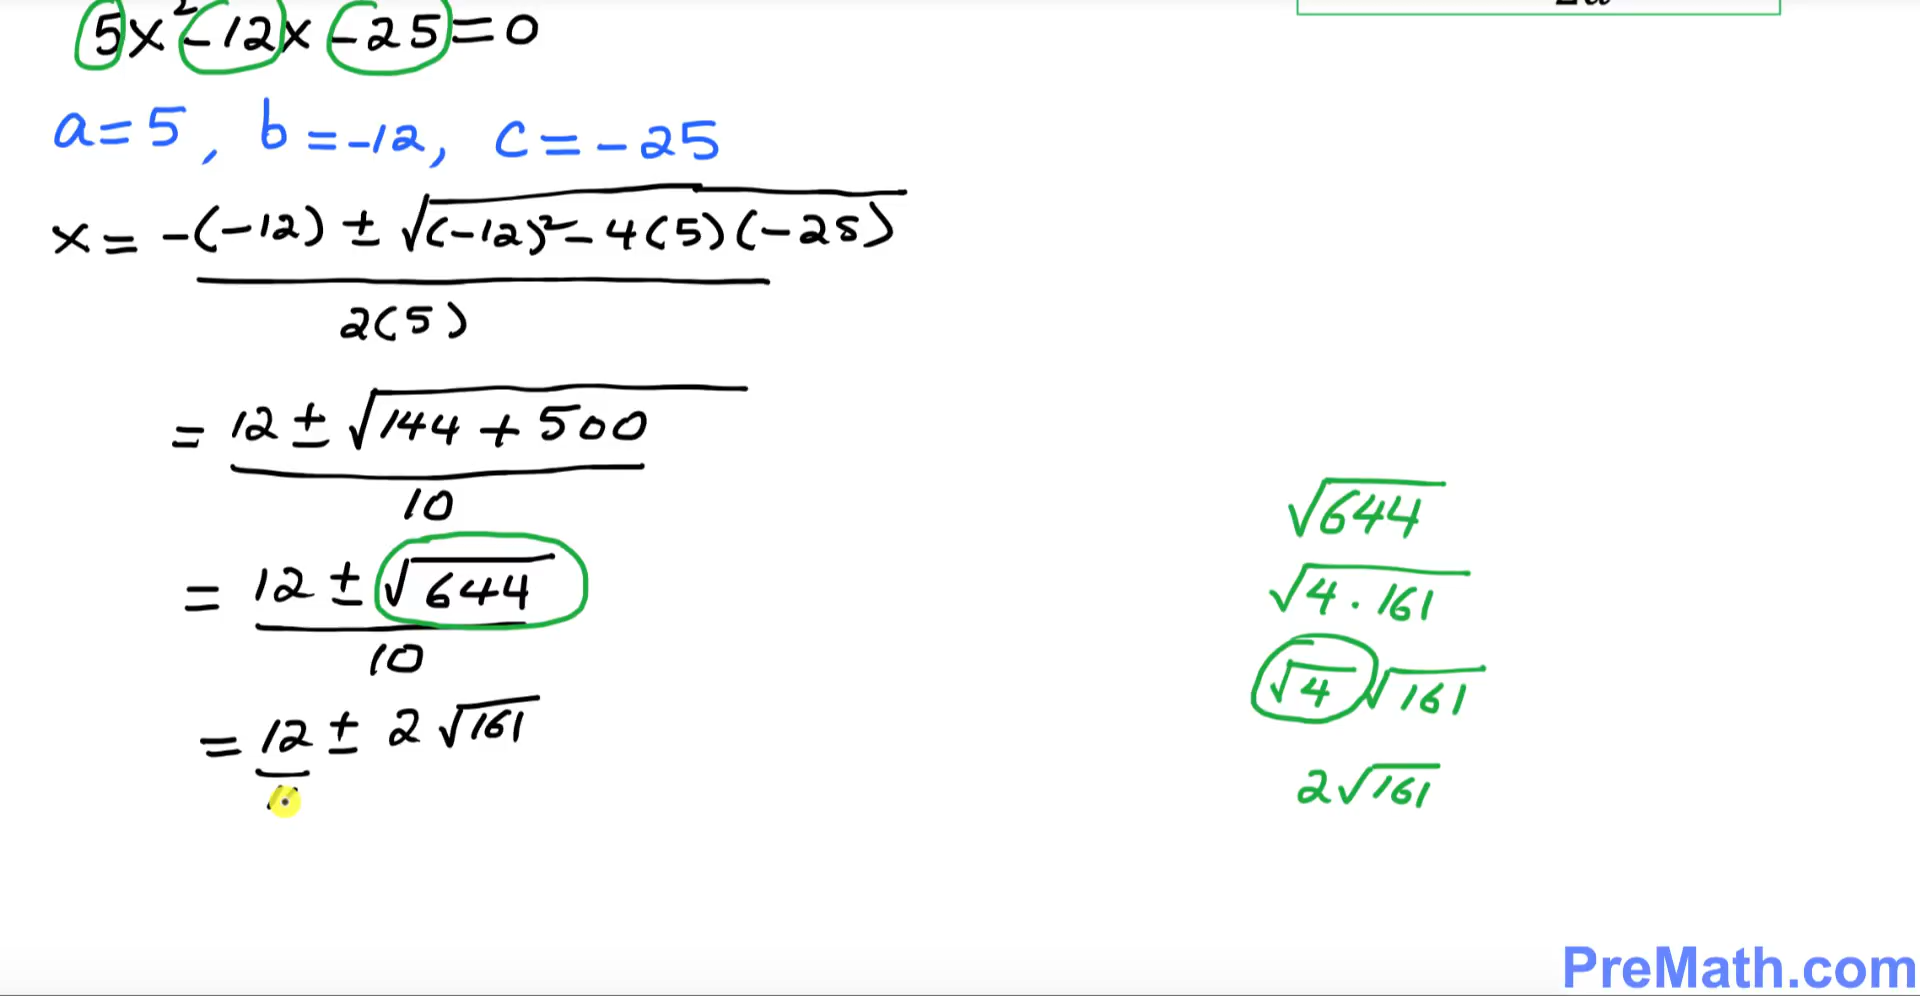 5x²-12x-25=0
a=5, b=-12, c=-25
x = -(-12) ± √(-12)²-4(5)(-25)
2(5)
= 12 ± √144 + 500
10
= 12 ± √644
10
= 12 ± 2√161
√644
√4 · 161
√4 √161
2√161
PreMath.com